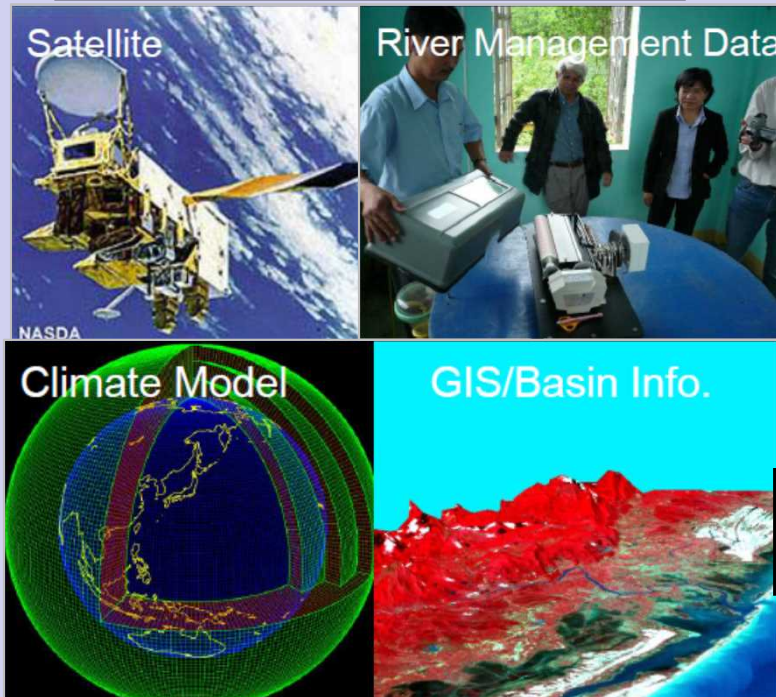 Satellite
River Management Data
NASDA
Climate Model
GIS/Basin Info.